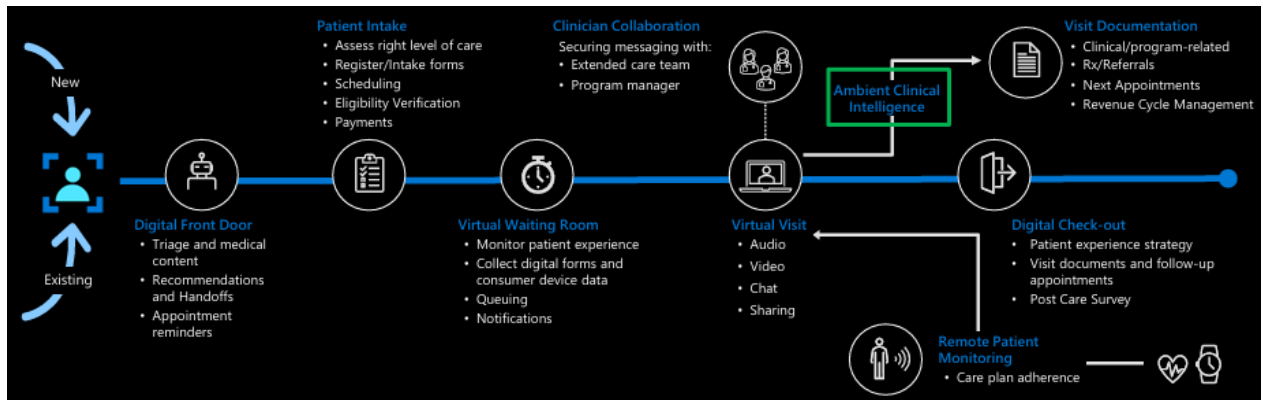 New
Existing
Digital Front Door
• Triage and medical
content
• Recommendations
and Handoffs
• Appointment
reminders
Patient Intake
• Assess right level of care
• Register/Intake forms
• Scheduling
• Eligibility Verification
• Payments
Virtual Waiting Room
• Monitor patient experience
• Collect digital forms and
consumer device data
• Queuing
• Notifications
Clinician Collaboration
Securing messaging with:
• Extended care team
• Program manager
Virtual Visit
• Audio
• Video
• Chat
• Sharing
Ambient Clinical
Intelligence
Visit Documentation
• Clinical/program-related
• Rx/Referrals
• Next Appointments
• Revenue Cycle Management
Digital Check-out
• Patient experience strategy
• Visit documents and follow-up
appointments
• Post Care Survey
Remote Patient
Monitoring
• Care plan adherence